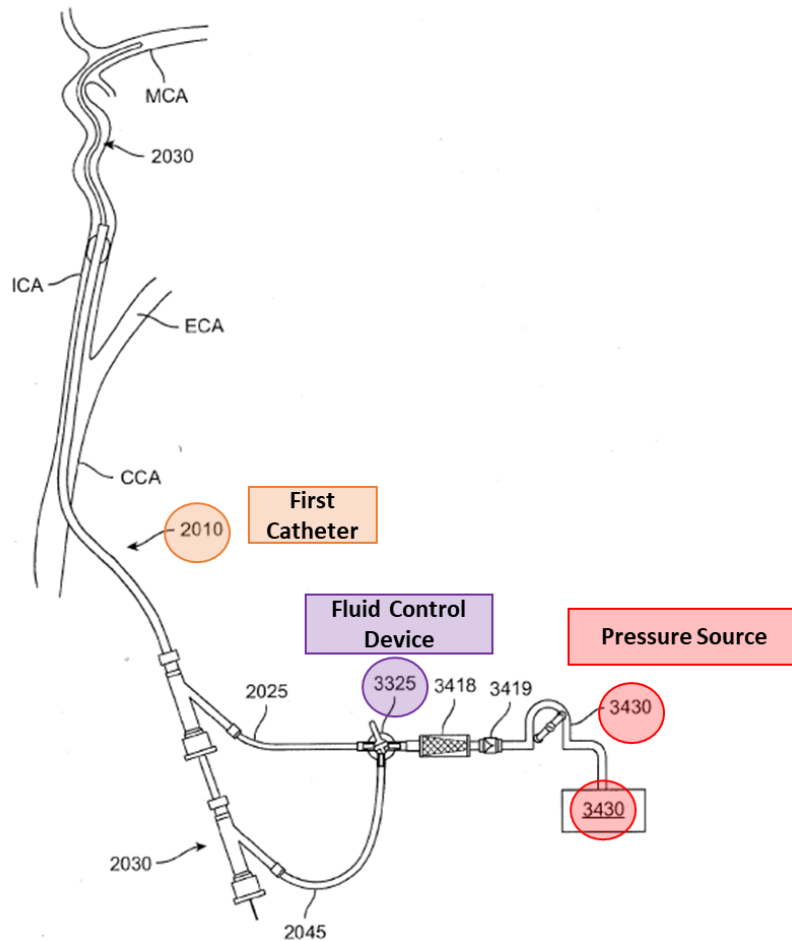 MCA
2030
ICA
ECA
CCA
2010
First
Catheter
Fluid Control
Device
Pressure Source
3325
3418
3419
3430
2025
3430
2030
2045